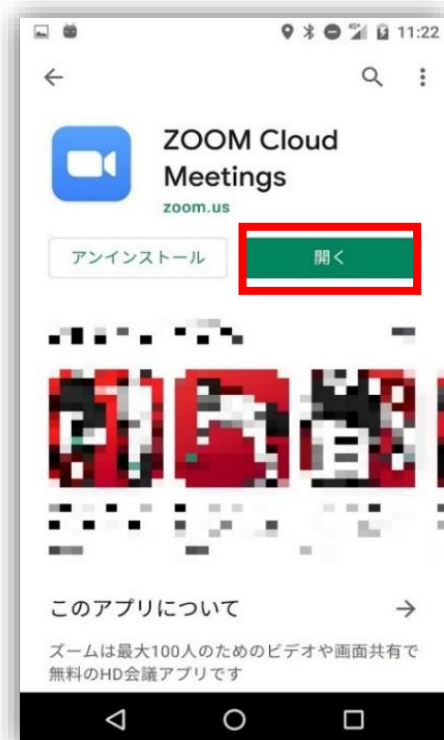 11:22
ZOOM Cloud
Meetings
zoom.us
アンインストール
開く
このアプリについて
ズームは最大100人のためのビデオや画面共有で
無料のHD会議アプリです